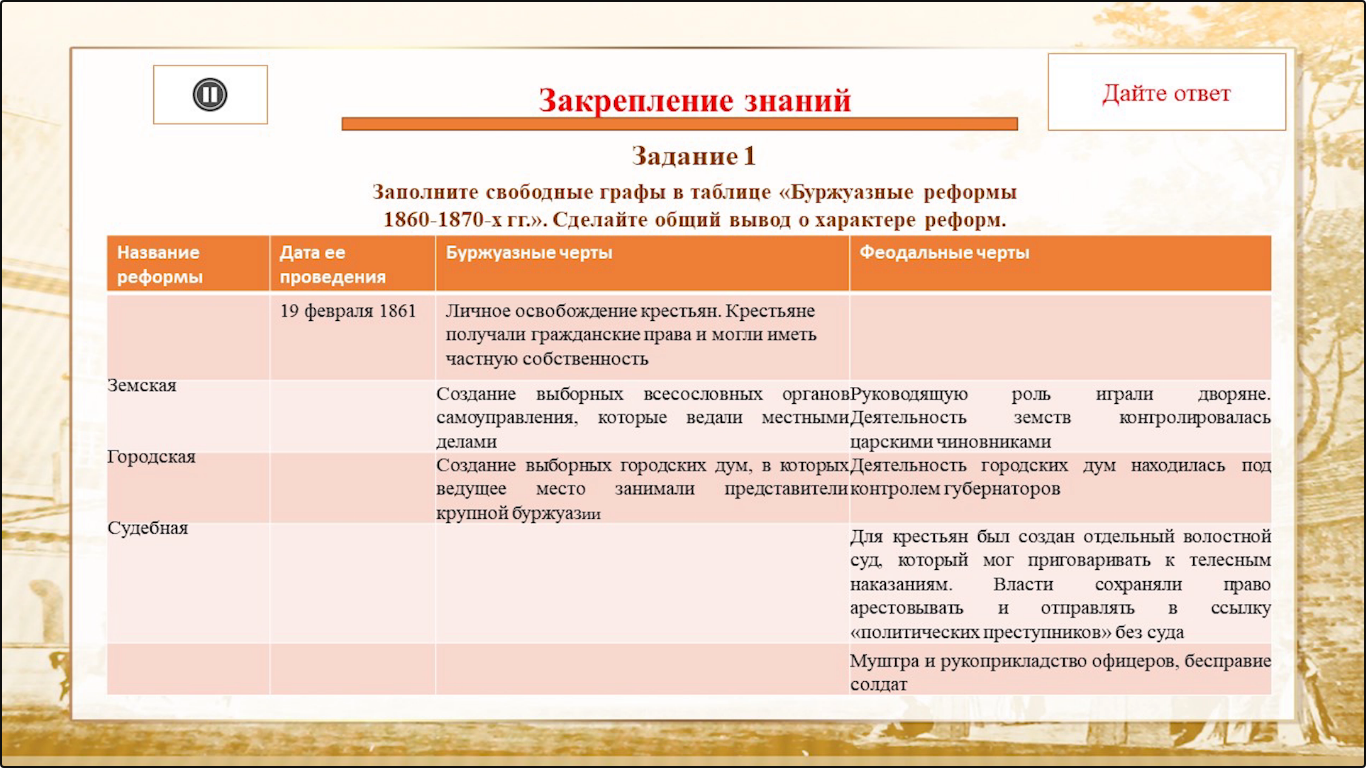 Закрепление знаний
Дайте ответ
Задание 1
Заполните свободные графы в таблице «Буржуазные реформы
1860-1870-х гг.». Сделайте общий вывод о характере реформ.
Название
реформы
Дата ее
проведения
Буржуазные черты
Феодальные черты
19 февраля 1861
Личное освобождение крестьян. Крестьяне
получали гражданские права и могли иметь
частную собственность
Земская
Создание выборных всесословных органов
самоуправления, которые ведали местными
делами
Руководящую роль играли дворяне.
Деятельность земств контролировалась
царскими чиновниками
Городская
Создание выборных городских дум, в которых
ведущее место занимали представители
крупной буржуазии
Деятельность городских дум находилась под
контролем губернаторов
Судебная
Для крестьян был создан отдельный волостной
суд, который мог приговаривать к телесным
наказаниям. Власти сохраняли право
арестовывать и отправлять в ссылку
«политических преступников» без суда
Муштра и рукоприкладство офицеров, бесправие
солдат